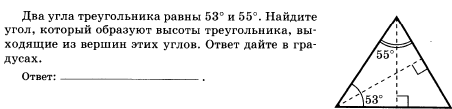 Два угла треугольника равны 53° и 55°. Найдите
угол, который образуют высоты треугольника, вы-
ходящие из вершин этих углов. Ответ дайте в гра-
дусах.
Ответ: ____________________ .
55°
53°